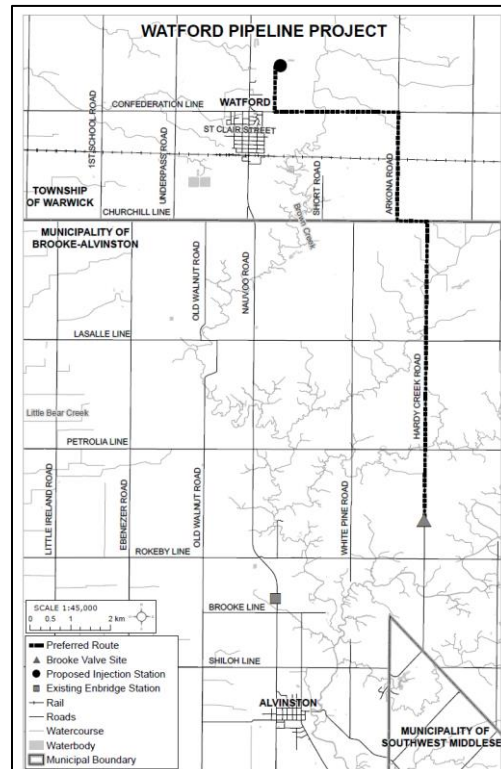 WATFORD PIPELINE PROJECT
CONFEDERATION LINE
WATFORD
ST CLAIR STREET
1ST SCHOOL ROAD
UNDERPASS ROAD
SHORT ROAD
ARKONA ROAD
TOWNSHIP
OF WARWICK
CHURCHILL LINE
Brown Creek
MUNICIPALITY OF
BROOKE-ALVINSTON
OLD WALNUT ROAD
NAUVOO ROAD
LASALLE LINE
HARDY CREEK ROAD
Little Bear Creek
PETROLIA LINE
LITTLE IRELAND ROAD
EBENEZER ROAD
OLD WALNUT ROAD
WHITE PINE ROAD
ROKEBY LINE
SCALE 1:45,000
0 0.5 1 2 km
BROOKE LINE
Preferred Route
Brooke Valve Site
Proposed Injection Station
Existing Enbridge Station
Rail
Roads
Watercourse
Waterbody
Municipal Boundary
SHILOH LINE
ALVINSTON
MUNICIPALITY OF
SOUTHWEST MIDDLESE